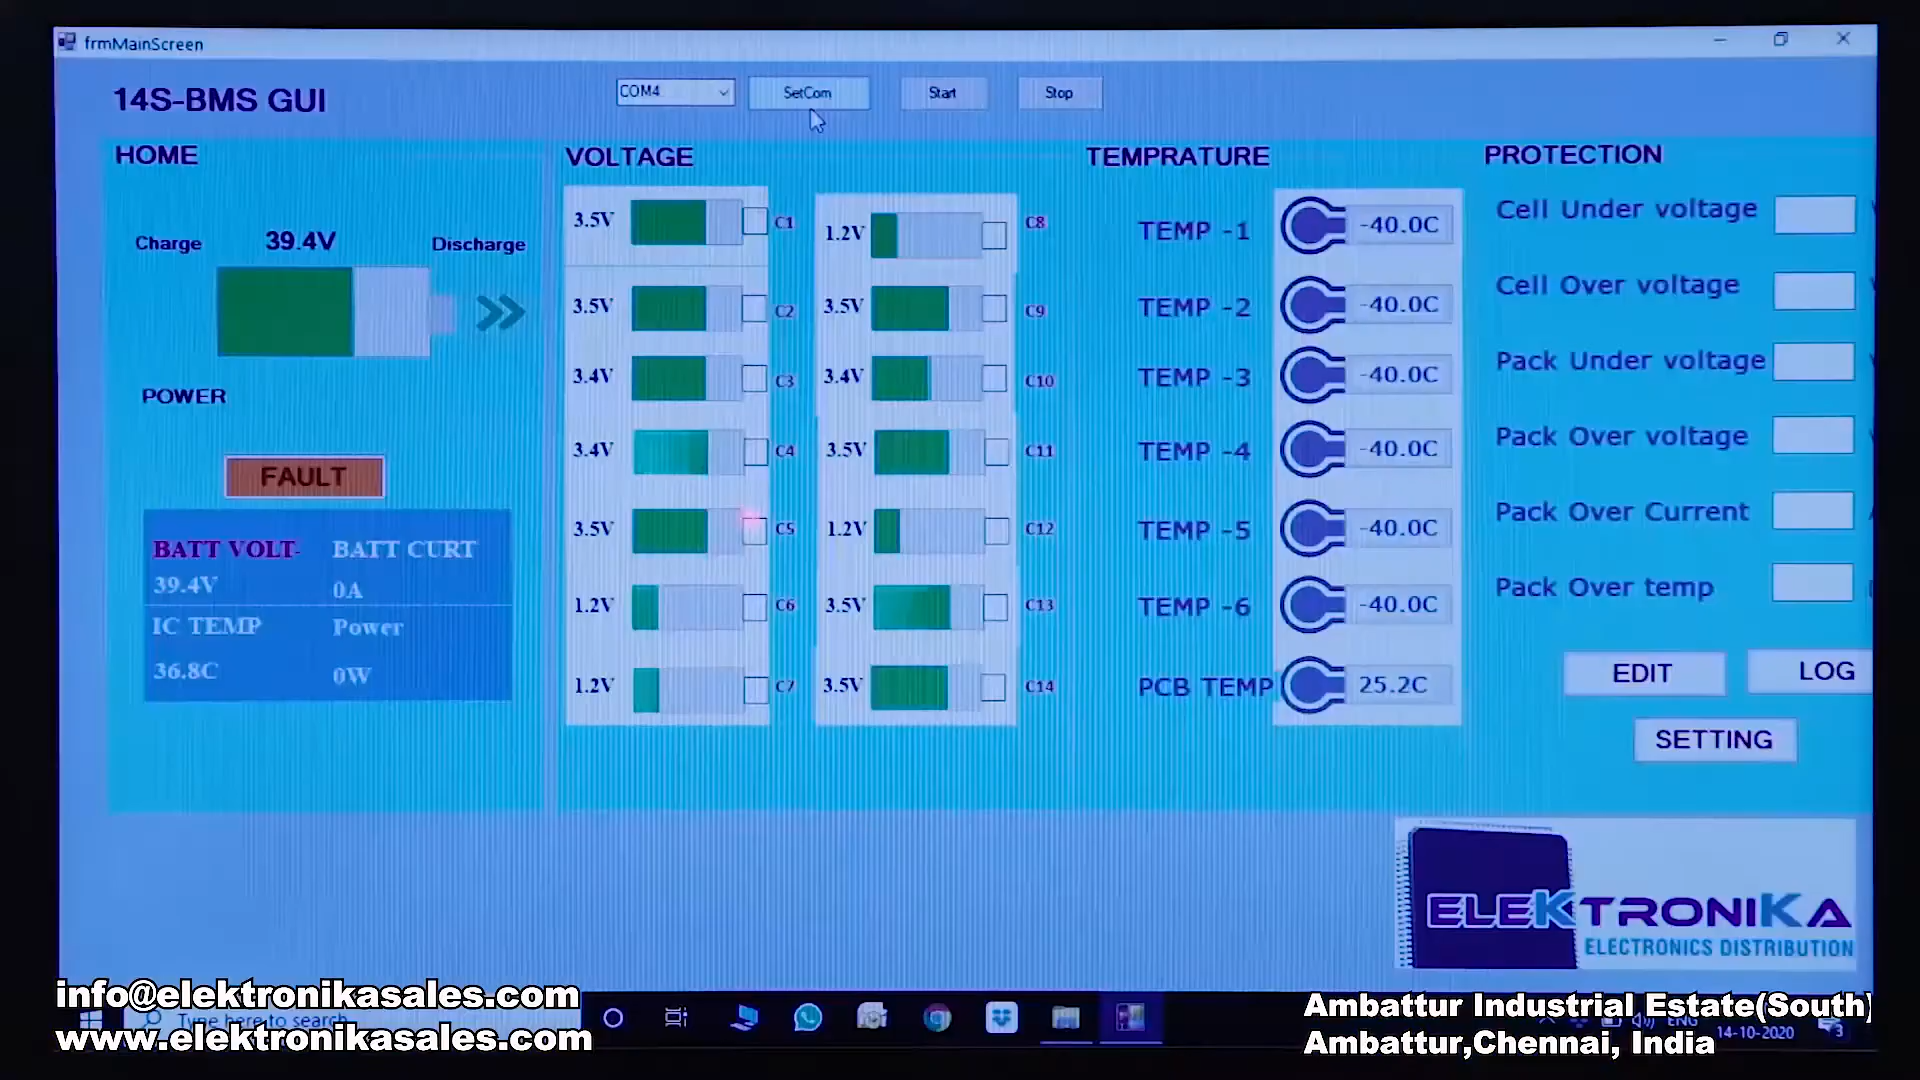 frmMainScreen
14S-BMS GUI
COM4
SetCom
Start
Stop
HOME
Charge
39.4V
Discharge
POWER
FAULT
BATT VOLT-
BATT CURT
39.4V
0A
IC TEMP
Power
36.8C
0W
VOLTAGE
3.5V C1
3.5V C2
3.4V C3
3.4V C4
3.5V C5
1.2V C6
1.2V C7
1.2V C8
3.5V C9
3.4V C10
3.5V C11
1.2V C12
3.5V C13
3.5V C14
TEMPRATURE
TEMP -1 -40.0C
TEMP -2 -40.0C
TEMP -3 -40.0C
TEMP -4 -40.0C
TEMP -5 -40.0C
TEMP -6 -40.0C
PCB TEMP 25.2C
PROTECTION
Cell Under voltage
Cell Over voltage
Pack Under voltage
Pack Over voltage
Pack Over Current
Pack Over temp
EDIT
LOG
SETTING
ELEKTRONIKA
ELECTRONICS DISTRIBUTION
info@elektronikasales.com
www.elektronikasales.com
Type here to search
Ambattur Industrial Estate(South)
Ambattur,Chennai, India
ENG
14-10-2020
3